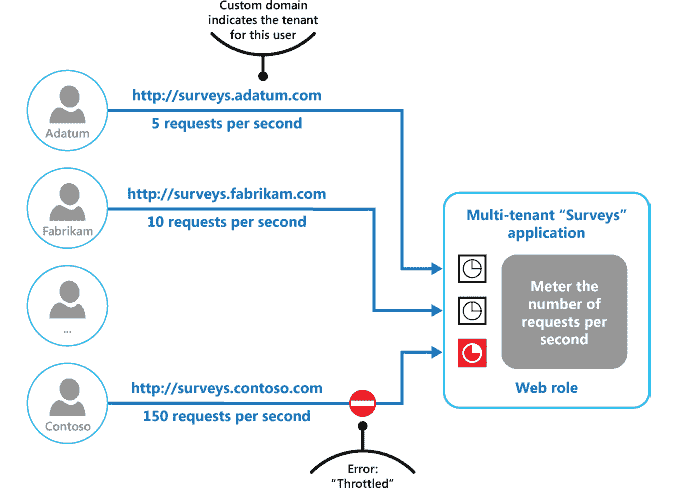 Custom domain
indicates the tenant
for this user
http://surveys.adatum.com
5 requests per second
Adatum
http://surveys.fabrikam.com
10 requests per second
Fabrikam
...
http://surveys.contoso.com
150 requests per second
Contoso
Error:
“Throttled”
Multi-tenant “Surveys”
application
Meter the
number of
requests per
second
Web role